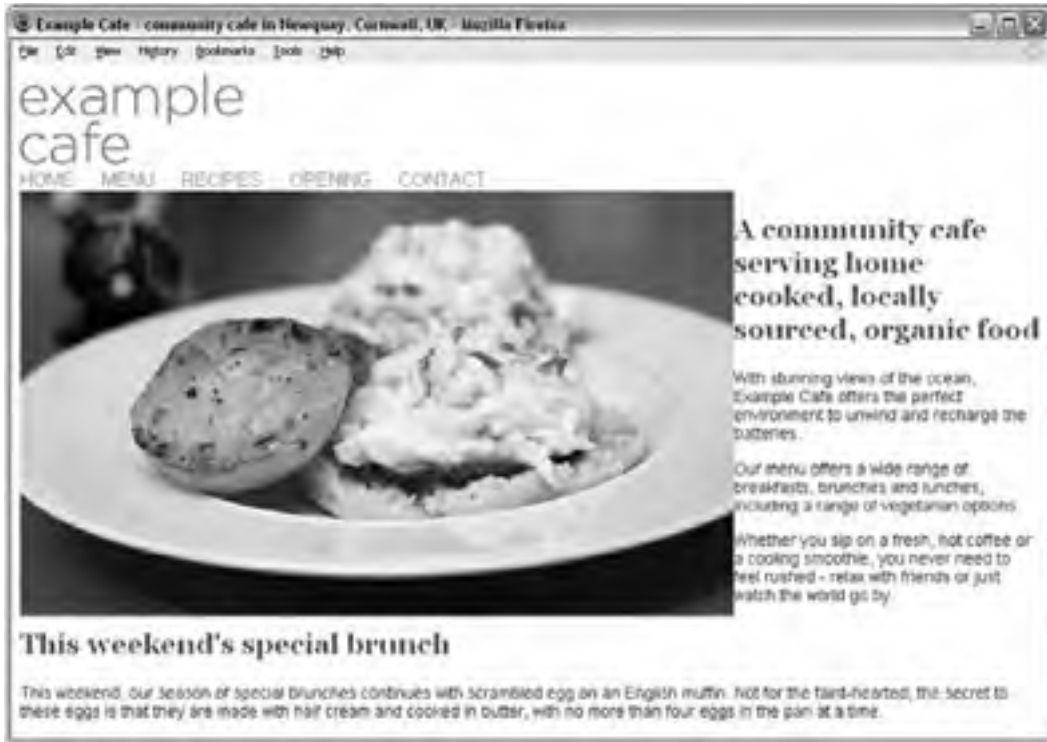 Example Cafe - community cafe in Newquay, Cornwall, UK - Mozilla Firefox
File Edit View History Bookmarks Tools Help
example
cafe
HOME MENU RECIPES OPENING CONTACT
A community cafe
serving home
cooked, locally
sourced, organic food
With stunning views of the ocean,
Example Cafe offers the perfect
environment to unwind and recharge the
batteries.
Our menu offers a wide range of
breakfasts, brunches and lunches,
including a range of vegetarian options.
Whether you sip on a fresh, hot coffee or
a cooling smoothie, you never need to
feel rushed - relax with friends or just
watch the world go by.
This weekend's special brunch
This weekend, our season of special brunches continues with scrambled egg on an English muffin. Not for the faint-hearted, the secret to
these eggs is that they are made with half cream and cooked in butter, with no more than four eggs in the pan at a time.